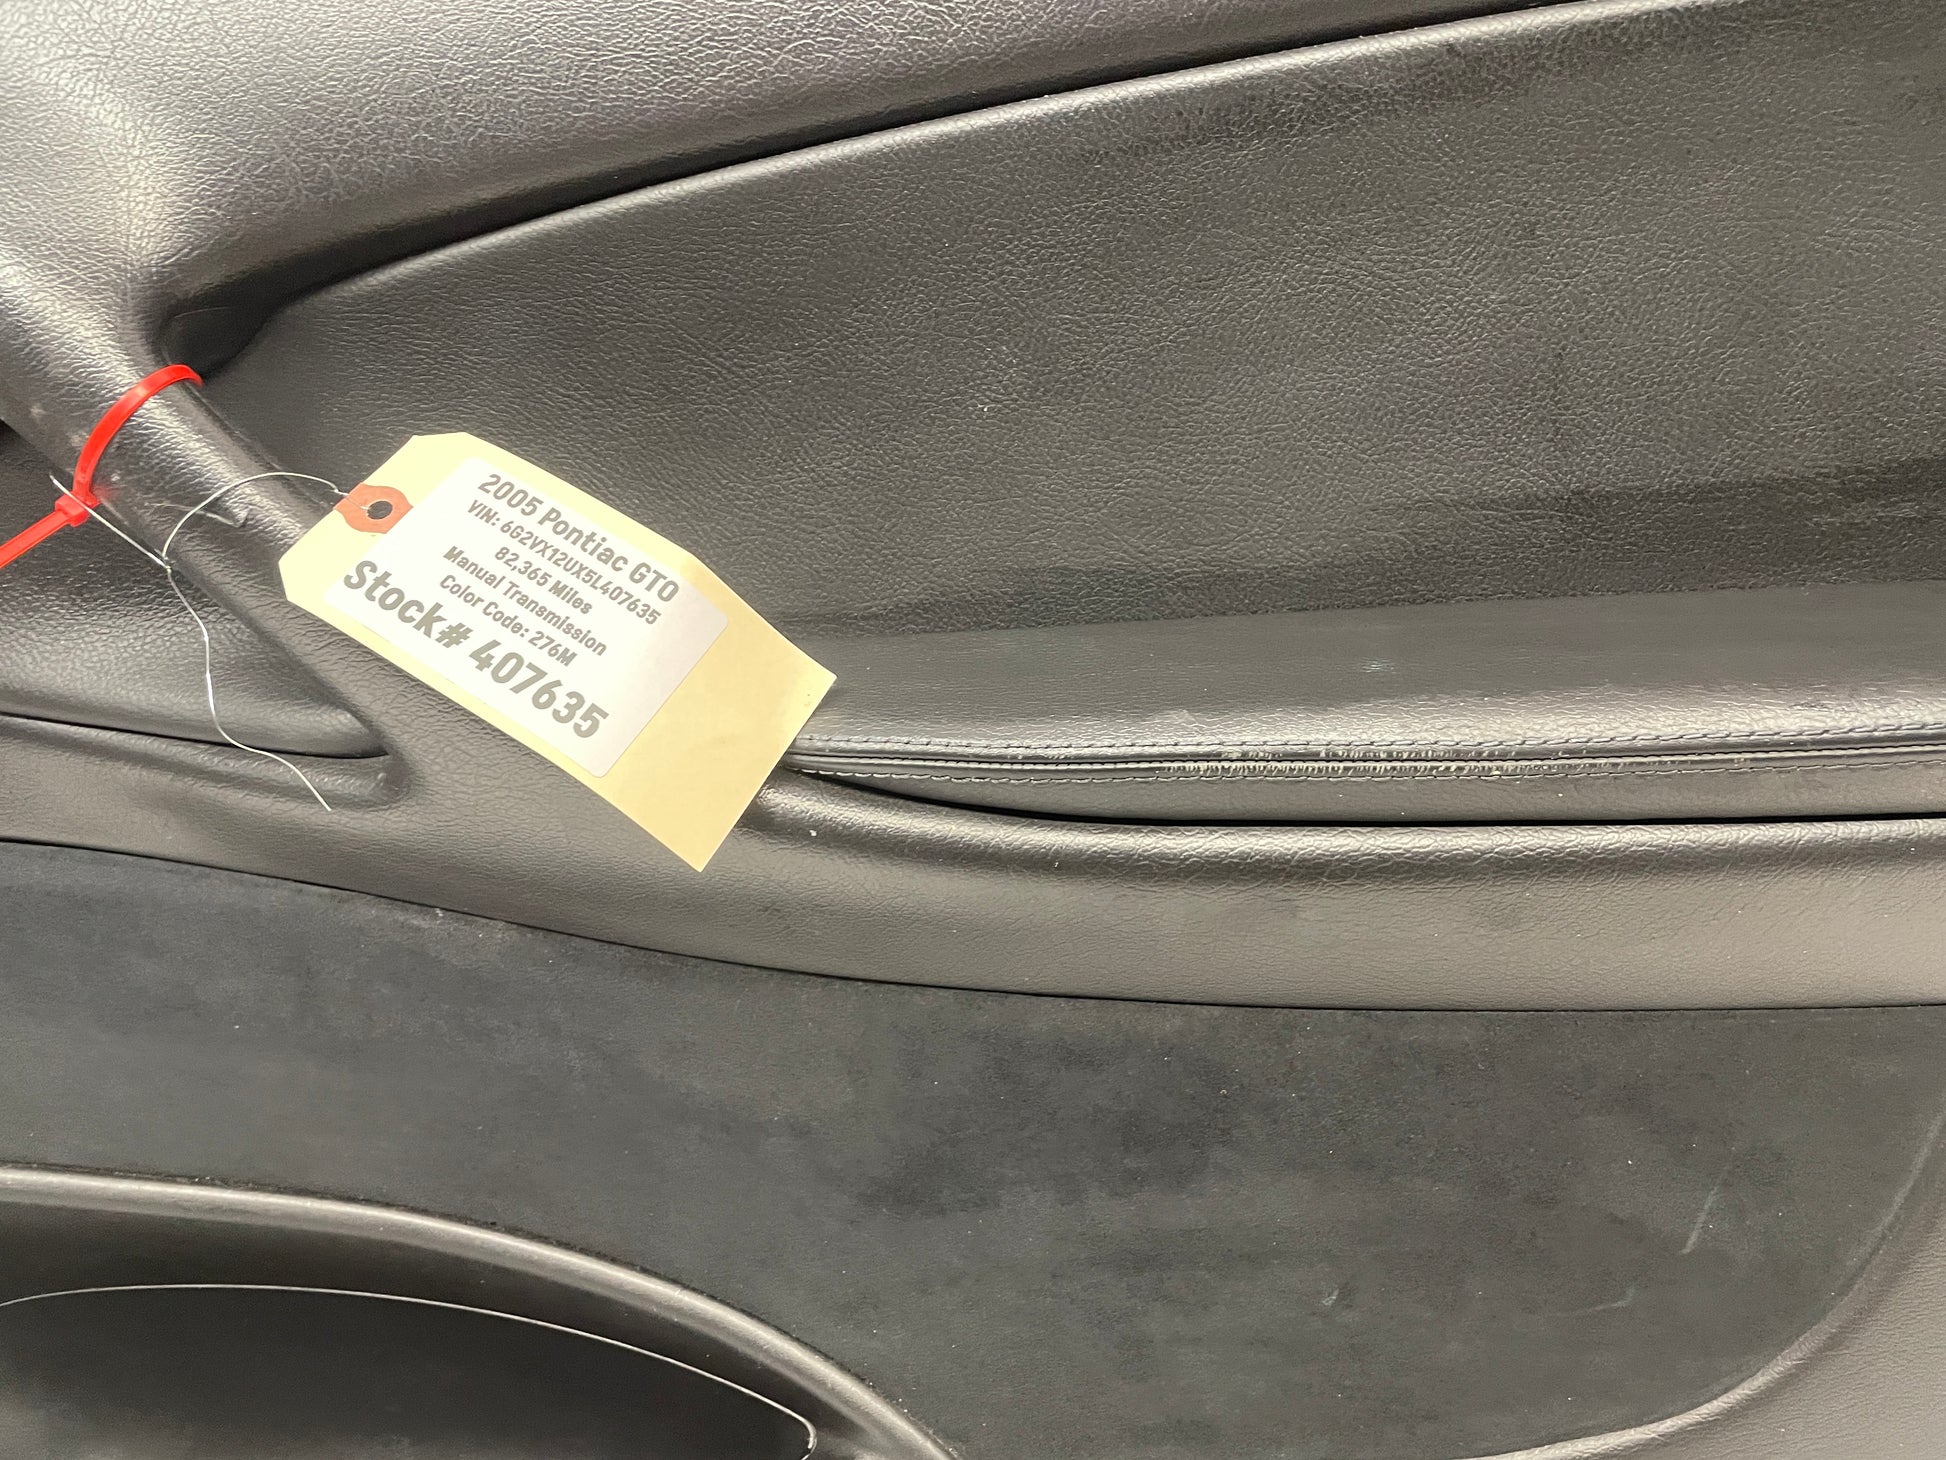 2005 Pontiac GTO
VIN: 6G2VX12UX5L407635
82,365 Miles
Manual Transmission
Color Code: 276M
Stock# 407635